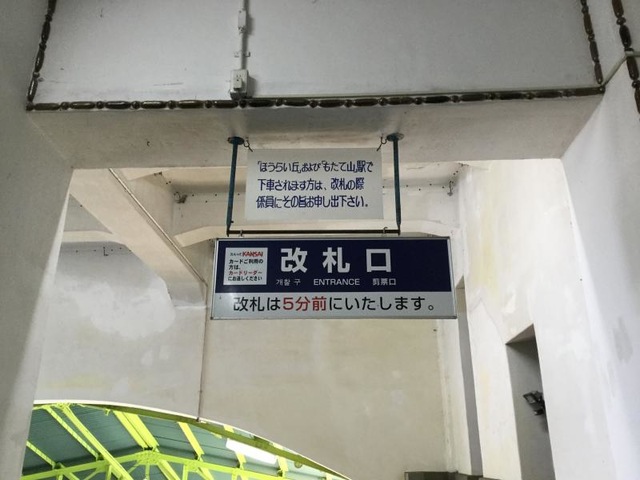 「ほうらい丘」および「もたて山」駅で
下車されます方は、改札の際
係員にその旨お申し出下さい。
スルッとKANSAI
カードご利用の
方は、
カードリーダー
にお通しください
改札口
개찰 구 ENTRANCE 剪票口
改札は5分前にいたします。